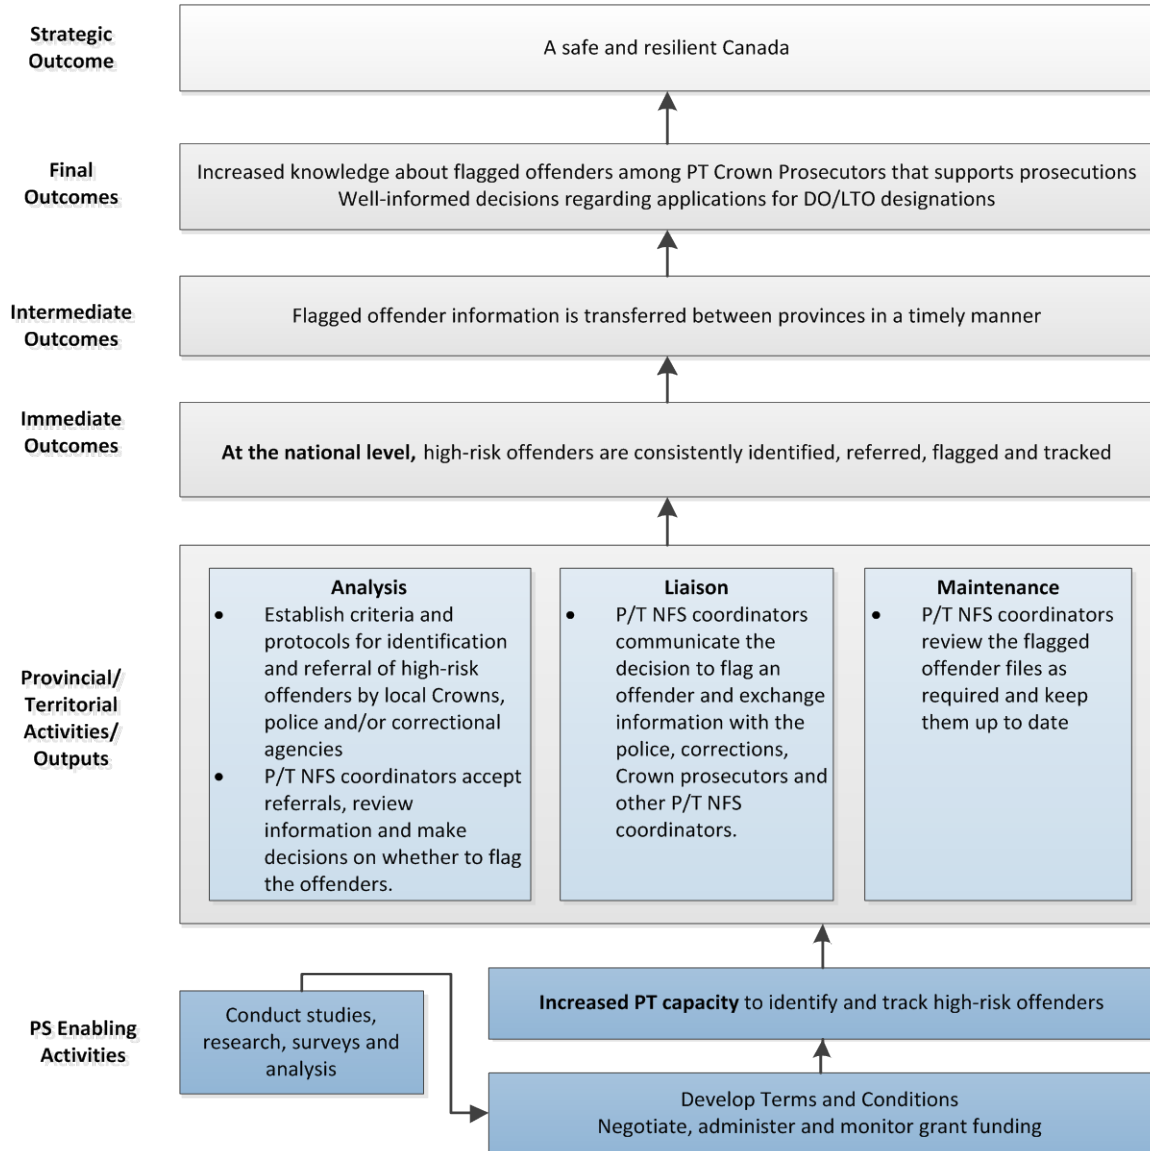 Strategic
Outcome
A safe and resilient Canada
Final
Outcomes
Increased knowledge about flagged offenders among PT Crown Prosecutors that supports prosecutions
Well-informed decisions regarding applications for DO/LTO designations
Intermediate
Outcomes
Flagged offender information is transferred between provinces in a timely manner
Immediate
Outcomes
At the national level, high-risk offenders are consistently identified, referred, flagged and tracked
Provincial/
Territorial
Activities/
Outputs
Analysis
• Establish criteria and
protocols for identification
and referral of high-risk
offenders by local Crowns,
police and/or correctional
agencies
• P/T NFS coordinators accept
referrals, review
information and make
decisions on whether to flag
the offenders.
Liaison
• P/T NFS coordinators
communicate the
decision to flag an
offender and exchange
information with the
police, corrections,
Crown prosecutors and
other P/T NFS
coordinators.
Maintenance
• P/T NFS coordinators
review the flagged
offender files as
required and keep
them up to date
PS Enabling
Activities
Conduct studies,
research, surveys and
analysis
Increased PT capacity to identify and track high-risk offenders
Develop Terms and Conditions
Negotiate, administer and monitor grant funding